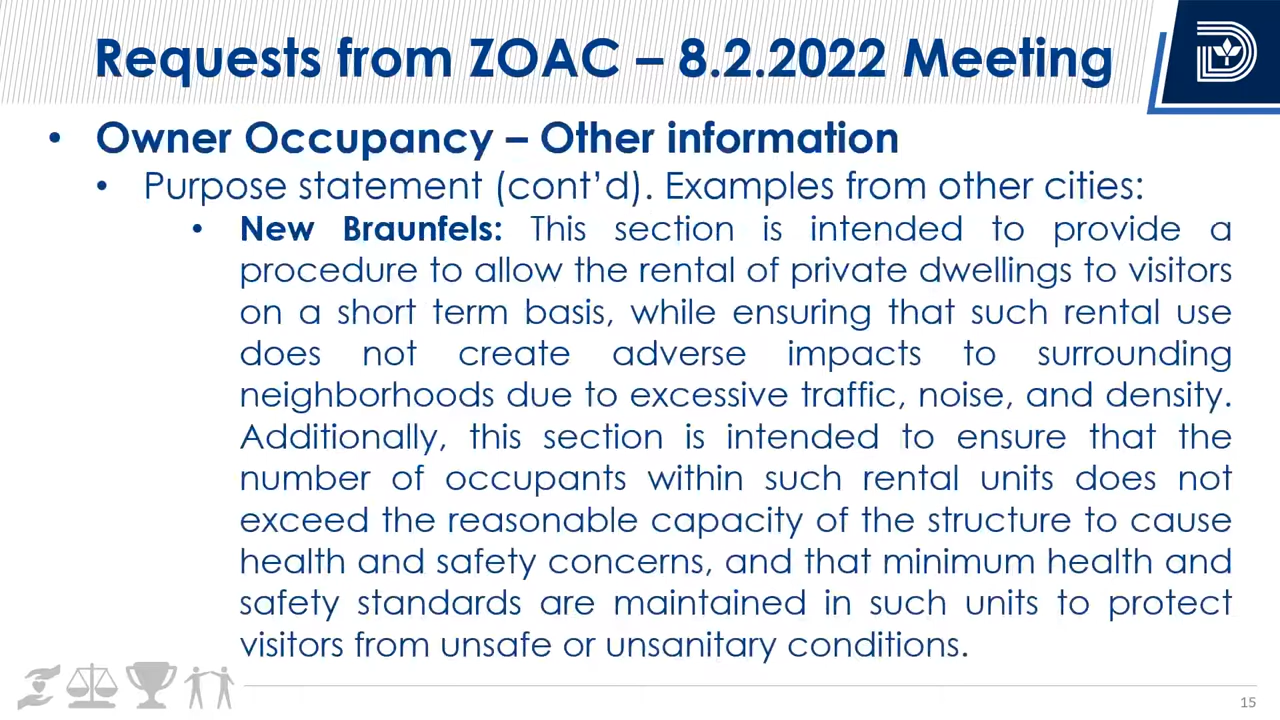 Requests from ZOAC – 8.2.2022 Meeting
• Owner Occupancy – Other information
• Purpose statement (cont’d). Examples from other cities:
• New Braunfels: This section is intended to provide a
procedure to allow the rental of private dwellings to visitors
on a short term basis, while ensuring that such rental use
does not create adverse impacts to surrounding
neighborhoods due to excessive traffic, noise, and density.
Additionally, this section is intended to ensure that the
number of occupants within such rental units does not
exceed the reasonable capacity of the structure to cause
health and safety concerns, and that minimum health and
safety standards are maintained in such units to protect
visitors from unsafe or unsanitary conditions.
15